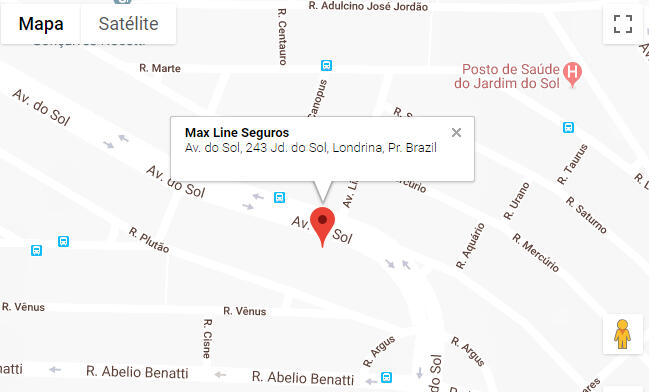 R. Adulcino José Jordão
Mapa
Satélite
R. Centauro
R. Marte
Posto de Saúde
do Jardim do Sol
H
Av. do Sol
Max Line Seguros
Av. do Sol, 243 Jd. do Sol, Londrina, Pr. Brazil
R. Taurus
Av. do Sol
R. Urano
R. Saturno
Av.
Sol
R. Plutão
R. Aquário
R. Mercúrio
R. Vênus
R. Vênus
R. Cisne
R. Argus
R. Argus
do Sol
R. Abelio Benatti
R. Abelio Benatti